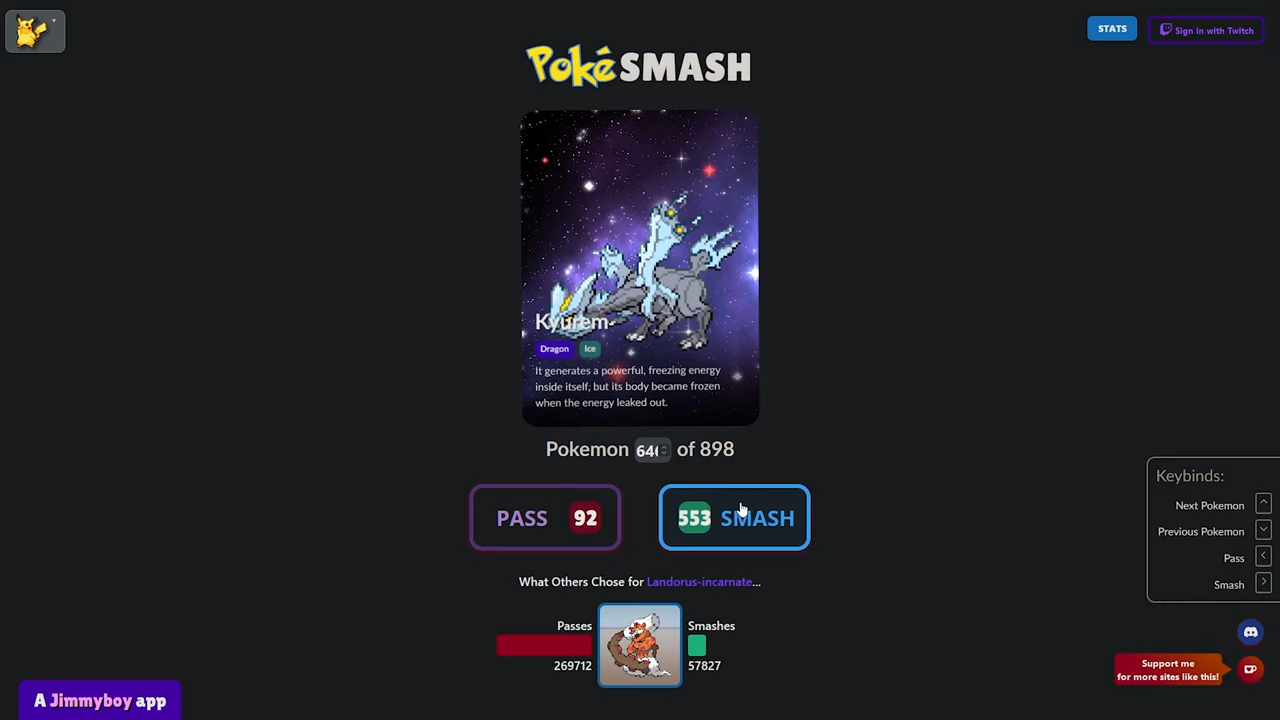 STATS
Sign in with Twitch
PokéSMASH
Kyurem
Dragon
Ice
It generates a powerful, freezing energy
inside itself, but its body became frozen
when the energy leaked out.
Pokemon 646 of 898
PASS 92
553 SMASH
What Others Chose for Landorus-incarnate...
Passes
269712
Smashes
57827
Keybinds:
Next Pokemon
Previous Pokemon
Pass
Smash
Support me
for more sites like this!
A Jimmyboy app